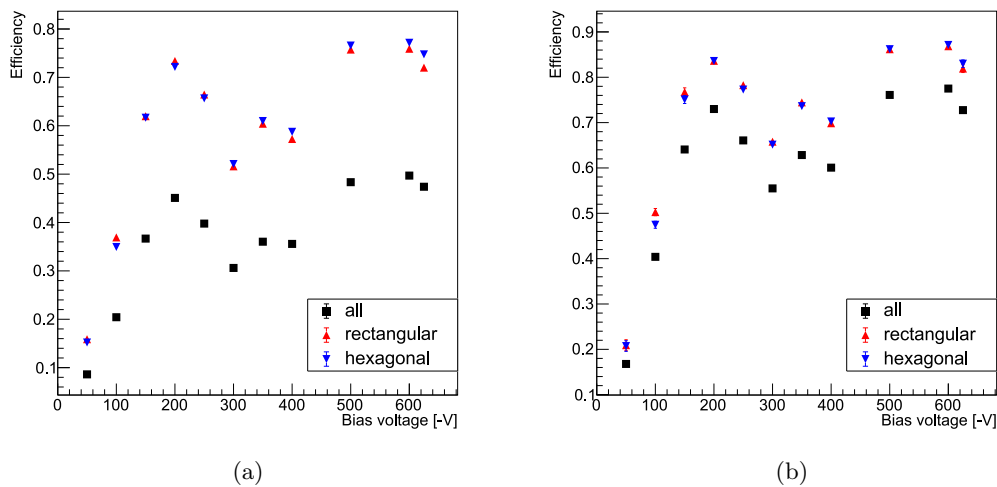 Efficiency
0.8
0.7
0.6
0.5
0.4
0.3
0.2
0.1
0 100 200 300 400 500 600
Bias voltage [-V]
all
rectangular
hexagonal
(a)
Efficiency
0.9
0.8
0.7
0.6
0.5
0.4
0.3
0.2
0.1
0 100 200 300 400 500 600
Bias voltage [-V]
all
rectangular
hexagonal
(b)